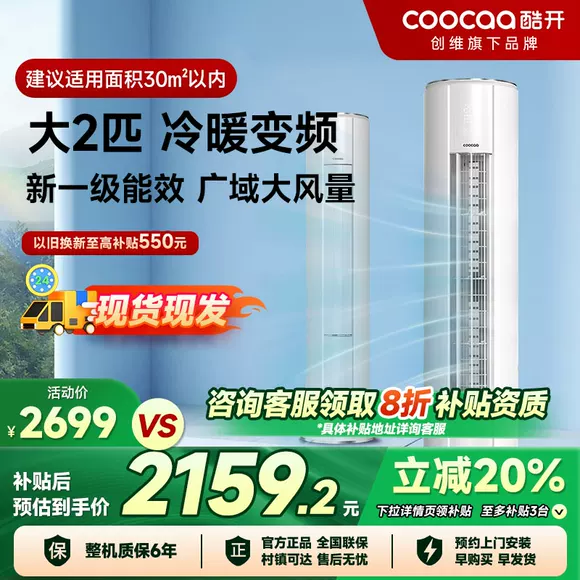 coocaa 酷开
创维旗下品牌
建议适用面积30m²以内
大2匹 冷暖变频
新一级能效 广域大风量
以旧换新至高补贴550元
24
现货现发
coocaa
活动价
¥2699
VS
咨询客服领取8折补贴资质
*具体补贴地址详询客服
补贴后
预估到手价
2159.2元
立减20%
下拉详情页领补贴 至多补贴3台
保 整机质保6年
正 官方正品 全国联保
村镇可达 售后无忧
预约上门安装
早购买 早发货